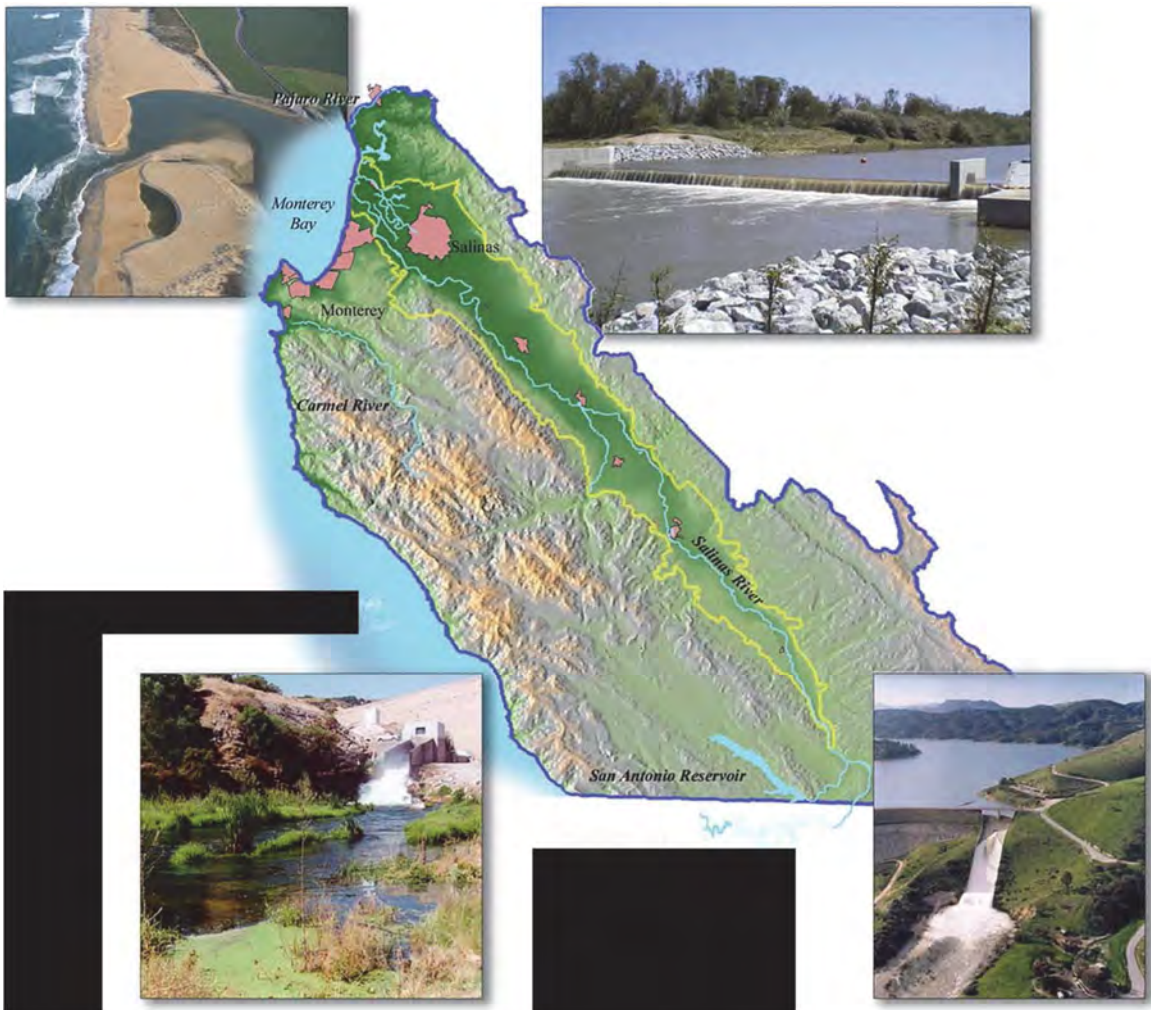 Pajaro River
Monterey
Bay
Salinas
Monterey
Carmel River
Salinas River
San Antonio Reservoir